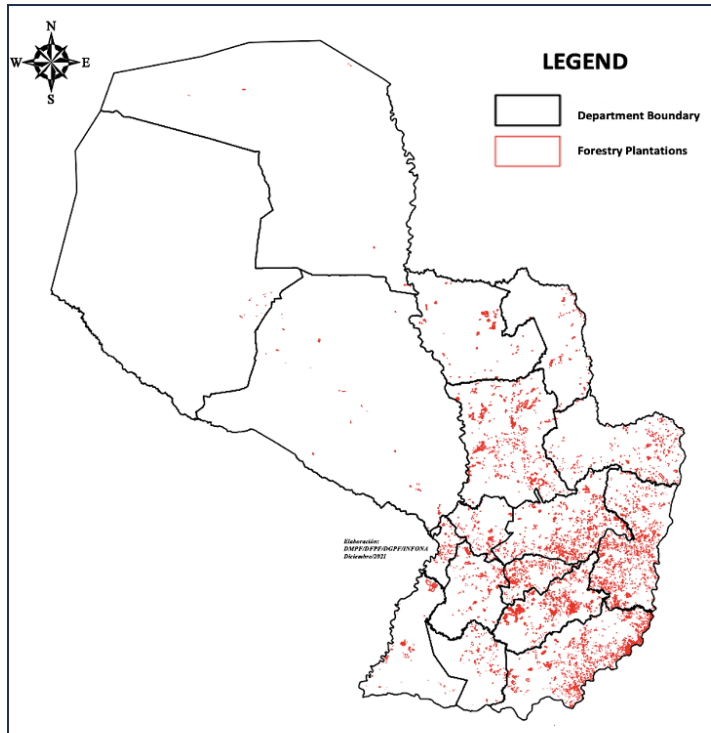 N
W E
S
LEGEND
Department Boundary
Forestry Plantations
Elaboración:
DMPF/DFPF/DGPF/INFONA
Diciembre/2021